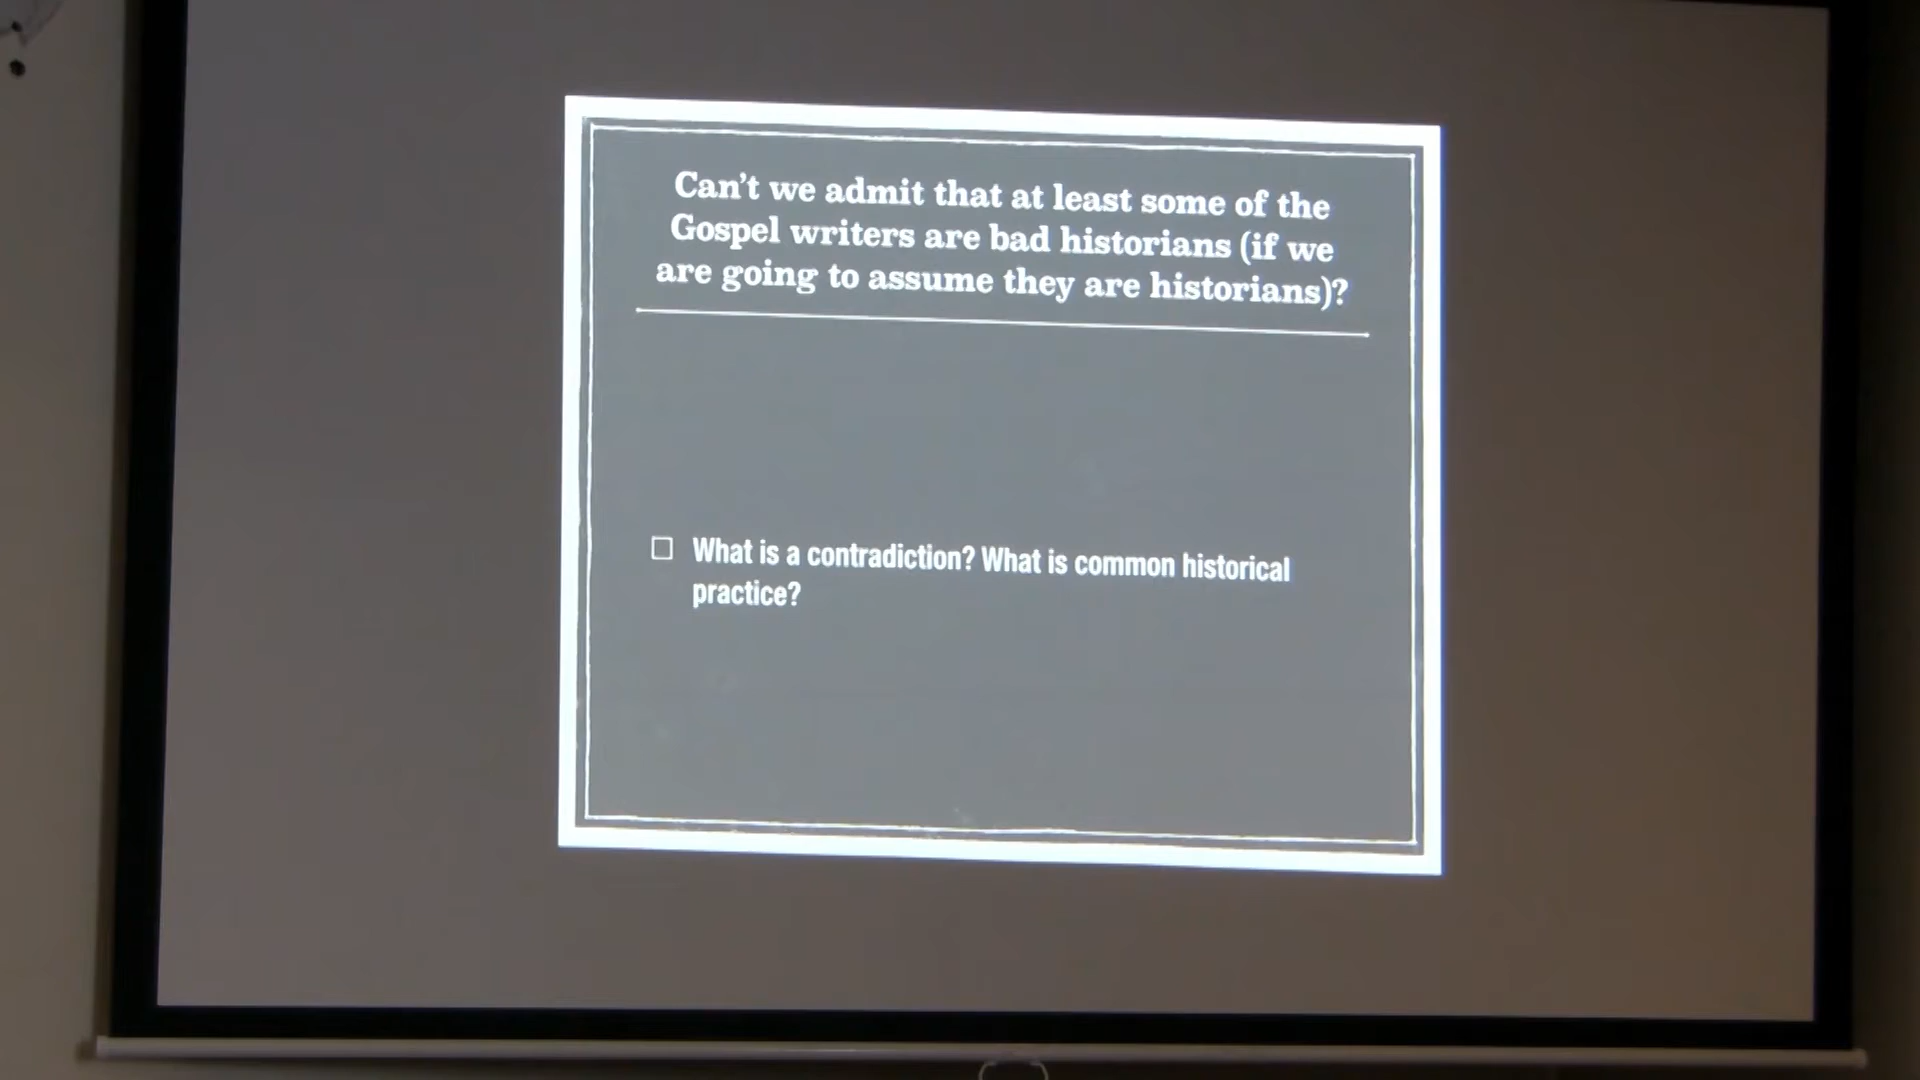 Can’t we admit that at least some of the
Gospel writers are bad historians (if we
are going to assume they are historians)?
☐ What is a contradiction? What is common historical
practice?